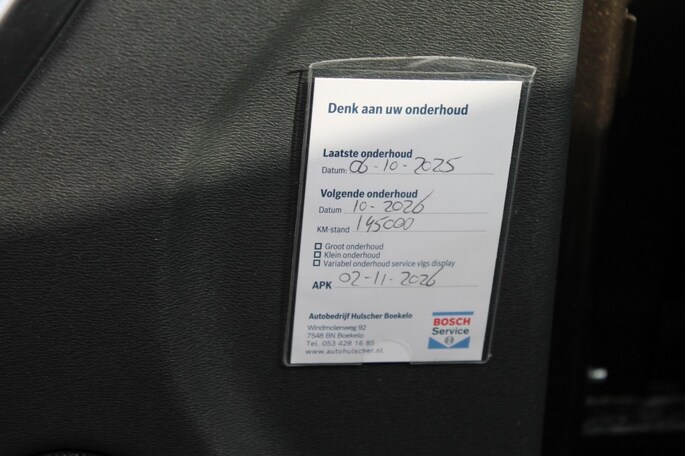 Denk aan uw onderhoud
Laatste onderhoud
Datum: 06-10-2025
Volgende onderhoud
Datum 10-2026
KM-stand 145000
Groot onderhoud
Klein onderhoud
Variabel onderhoud service vlgs display
APK 02-11-2026
Autobedrijf Hulscher Boekelo
Windmolenweg 92
7548 BN Boekelo
Tel. 053 428 16 85
www.autohulscher.nl
BOSCH
Service